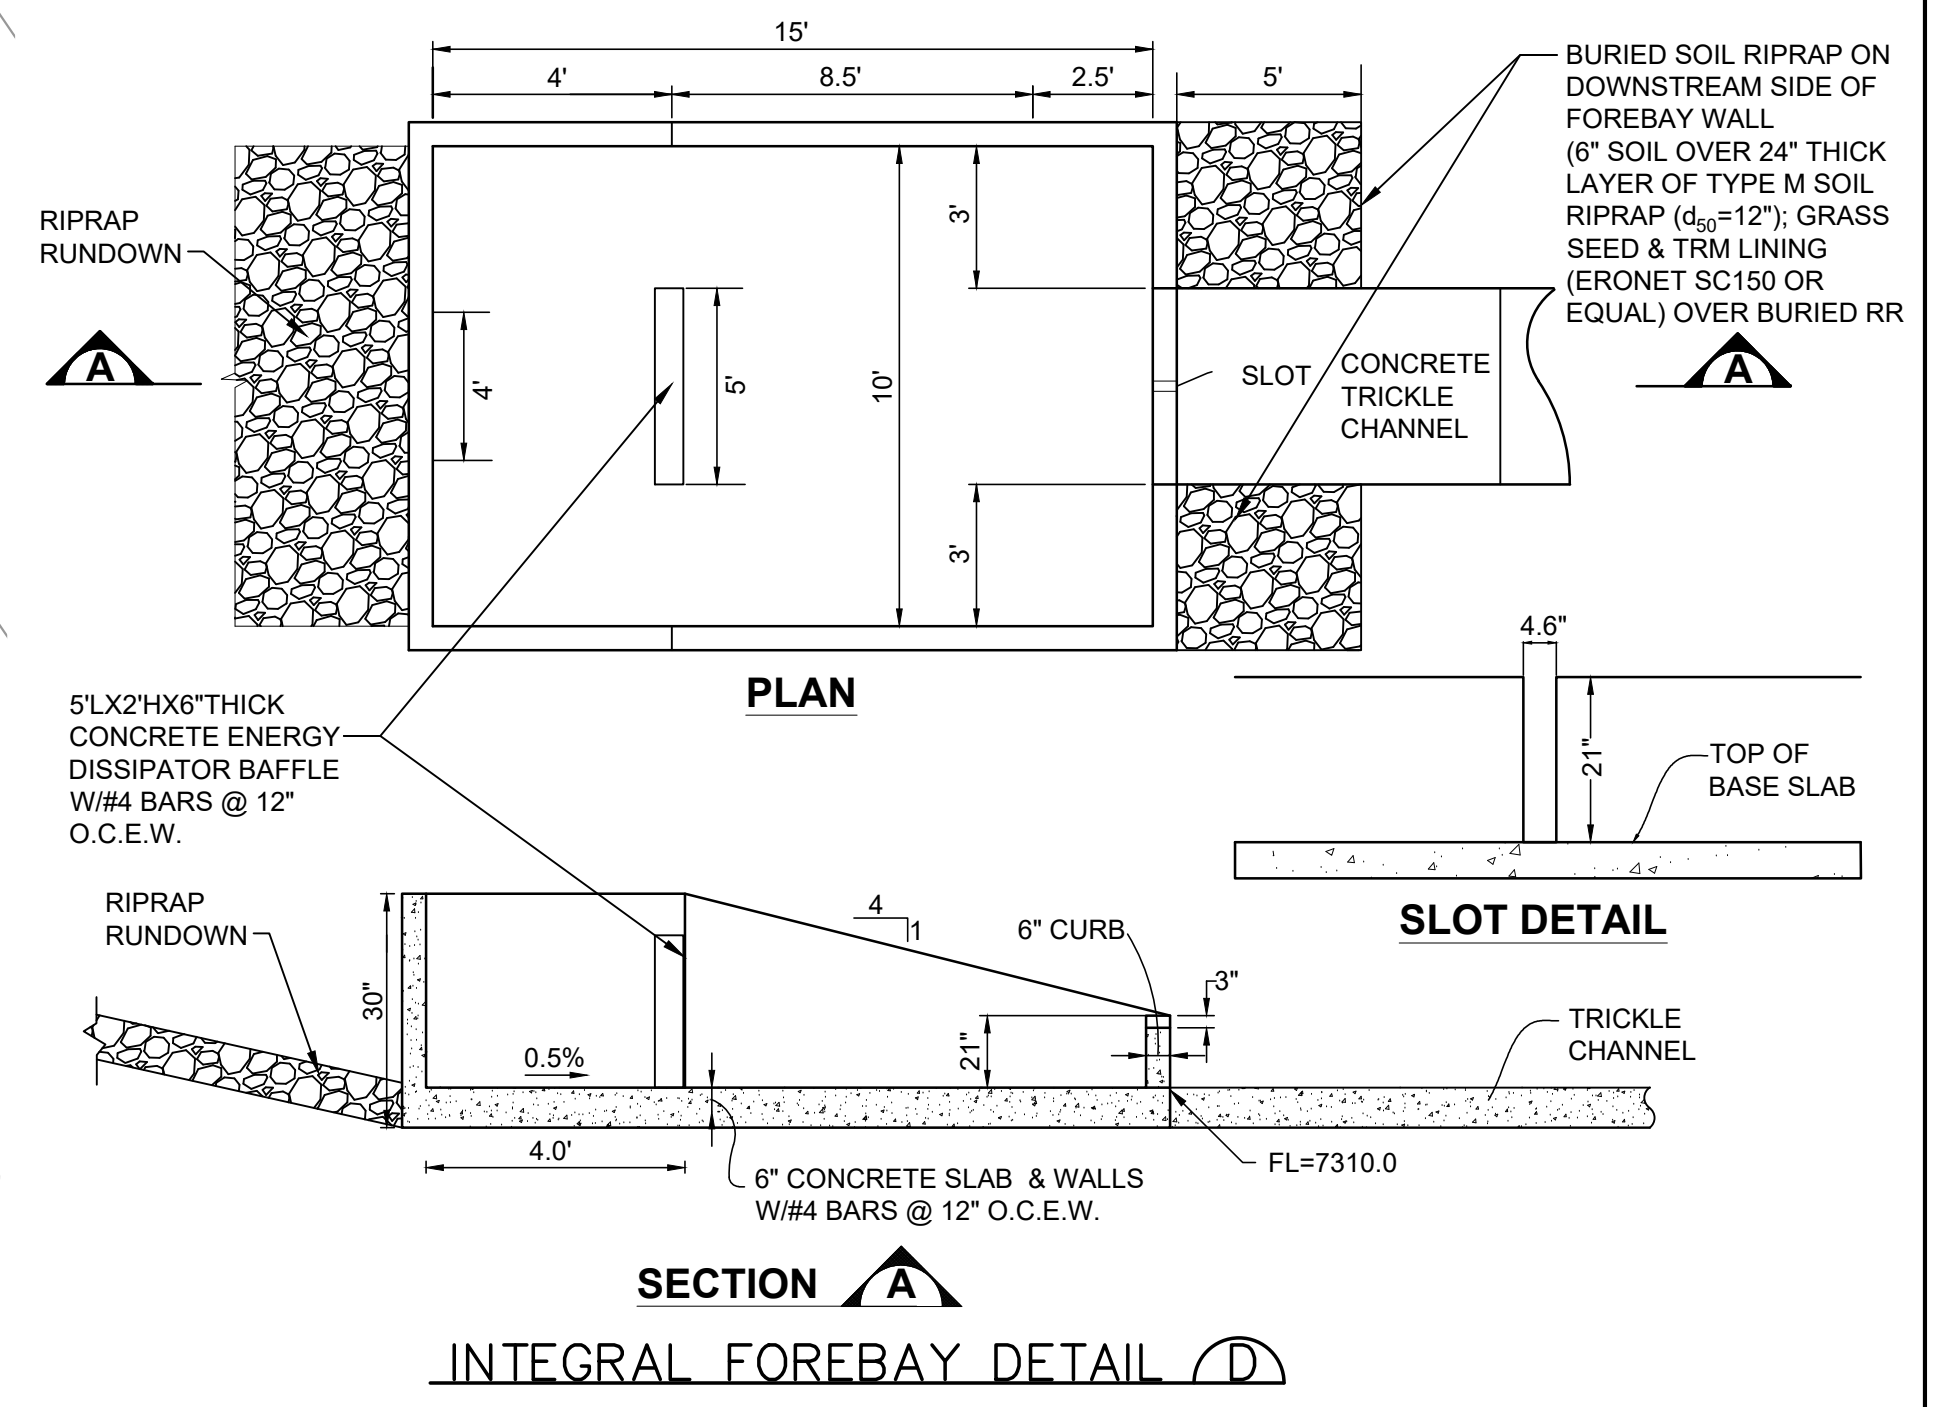 15'
4'
8.5'
2.5'
5'
BURIED SOIL RIPRAP ON
DOWNSTREAM SIDE OF
FOREBAY WALL
(6" SOIL OVER 24" THICK
LAYER OF TYPE M SOIL
RIPRAP (d50=12"); GRASS
SEED & TRM LINING
(ERONET SC150 OR
EQUAL) OVER BURIED RR
RIPRAP
RUNDOWN
3'
A
4'
5'
10'
SLOT
CONCRETE
TRICKLE
CHANNEL
A
3'
PLAN
5'LX2'HX6"THICK
CONCRETE ENERGY
DISSIPATOR BAFFLE
W/#4 BARS @ 12"
O.C.E.W.
4.6"
21"
TOP OF
BASE SLAB
SLOT DETAIL
RIPRAP
RUNDOWN
30"
4
1
6" CURB
3"
21"
0.5%
TRICKLE
CHANNEL
4.0'
6" CONCRETE SLAB & WALLS
W/#4 BARS @ 12" O.C.E.W.
FL=7310.0
SECTION A
INTEGRAL FOREBAY DETAIL D